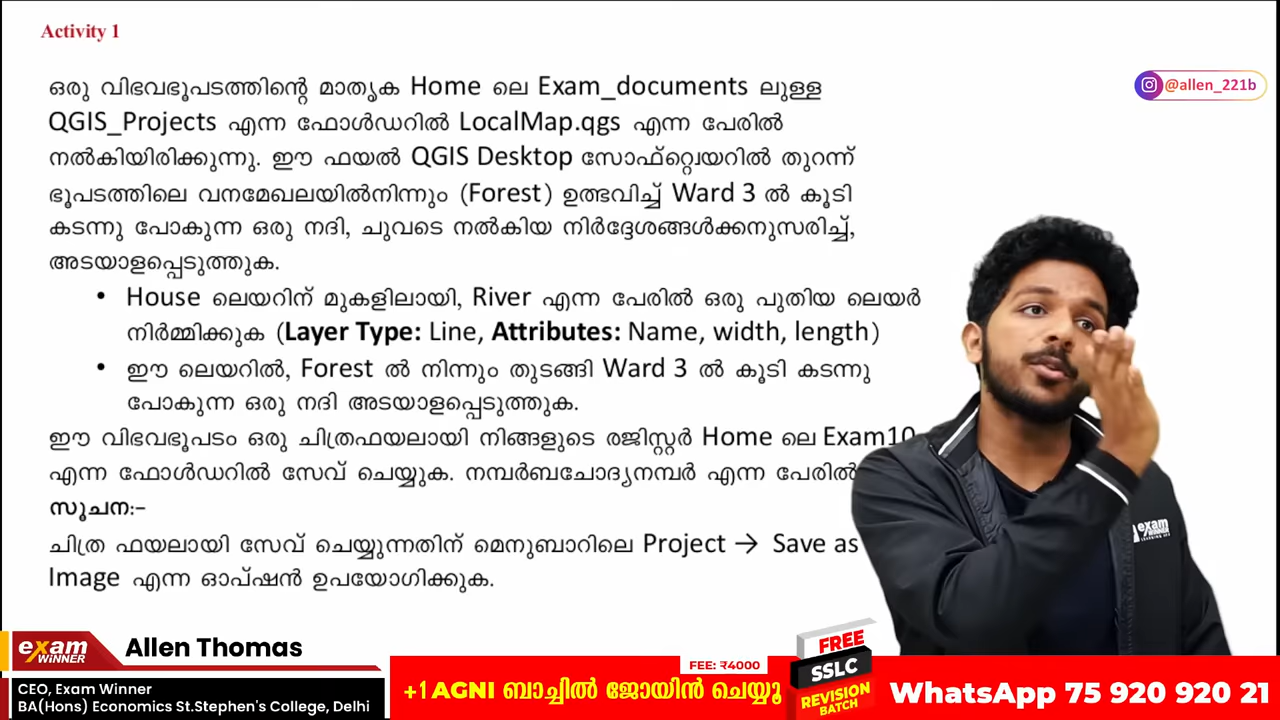 Activity 1
ഒരു വിഭവഭൂപടത്തിന്റെ മാതൃക Home ലെ Exam_documents ലുള്ള
QGIS_Projects എന്ന ഫോൾഡറിൽ LocalMap.qgs എന്ന പേരിൽ
നൽകിയിരിക്കുന്നു. ഈ ഫയൽ QGIS Desktop സോഫ്റ്റ്‌വെയറിൽ തുറന്ന്
ഭൂപടത്തിലെ വനമേഖലയിൽനിന്നും (Forest) ഉത്ഭവിച്ച് Ward 3 ൽ കൂടി
കടന്നു പോകുന്ന ഒരു നദി, ചുവടെ നൽകിയ നിർദ്ദേശങ്ങൾക്കനുസരിച്ച്,
അടയാളപ്പെടുത്തുക.
• House ലെയറിന് മുകളിലായി, River എന്ന പേരിൽ ഒരു പുതിയ ലെയർ
നിർമ്മിക്കുക (Layer Type: Line, Attributes: Name, width, length)
• ഈ ലെയറിൽ, Forest ൽ നിന്നും തുടങ്ങി Ward 3 ൽ കൂടി കടന്നു
പോകുന്ന ഒരു നദി അടയാളപ്പെടുത്തുക.
ഈ വിഭവഭൂപടം ഒരു ചിത്രഫയലായി നിങ്ങളുടെ രജിസ്റ്റർ Home ലെ Exam10
എന്ന ഫോൾഡറിൽ സേവ് ചെയ്യുക. നമ്പർബചോദ്യനമ്പർ എന്ന പേരിൽ
സൂചന:-
ചിത്ര ഫയലായി സേവ് ചെയ്യുന്നതിന് മെനുബാറിലെ Project → Save as
Image എന്ന ഓപ്ഷൻ ഉപയോഗിക്കുക.
@allen_221b
exam WINNER LEARNING APP
exam WINNER
Allen Thomas
CEO, Exam Winner
BA(Hons) Economics St.Stephen's College, Delhi
FEE: ₹4000
+1 AGNI ബാച്ചിൽ ജോയിൻ ചെയ്യൂ
FREE
SSLC
REVISION
BATCH
WhatsApp 75 920 920 21